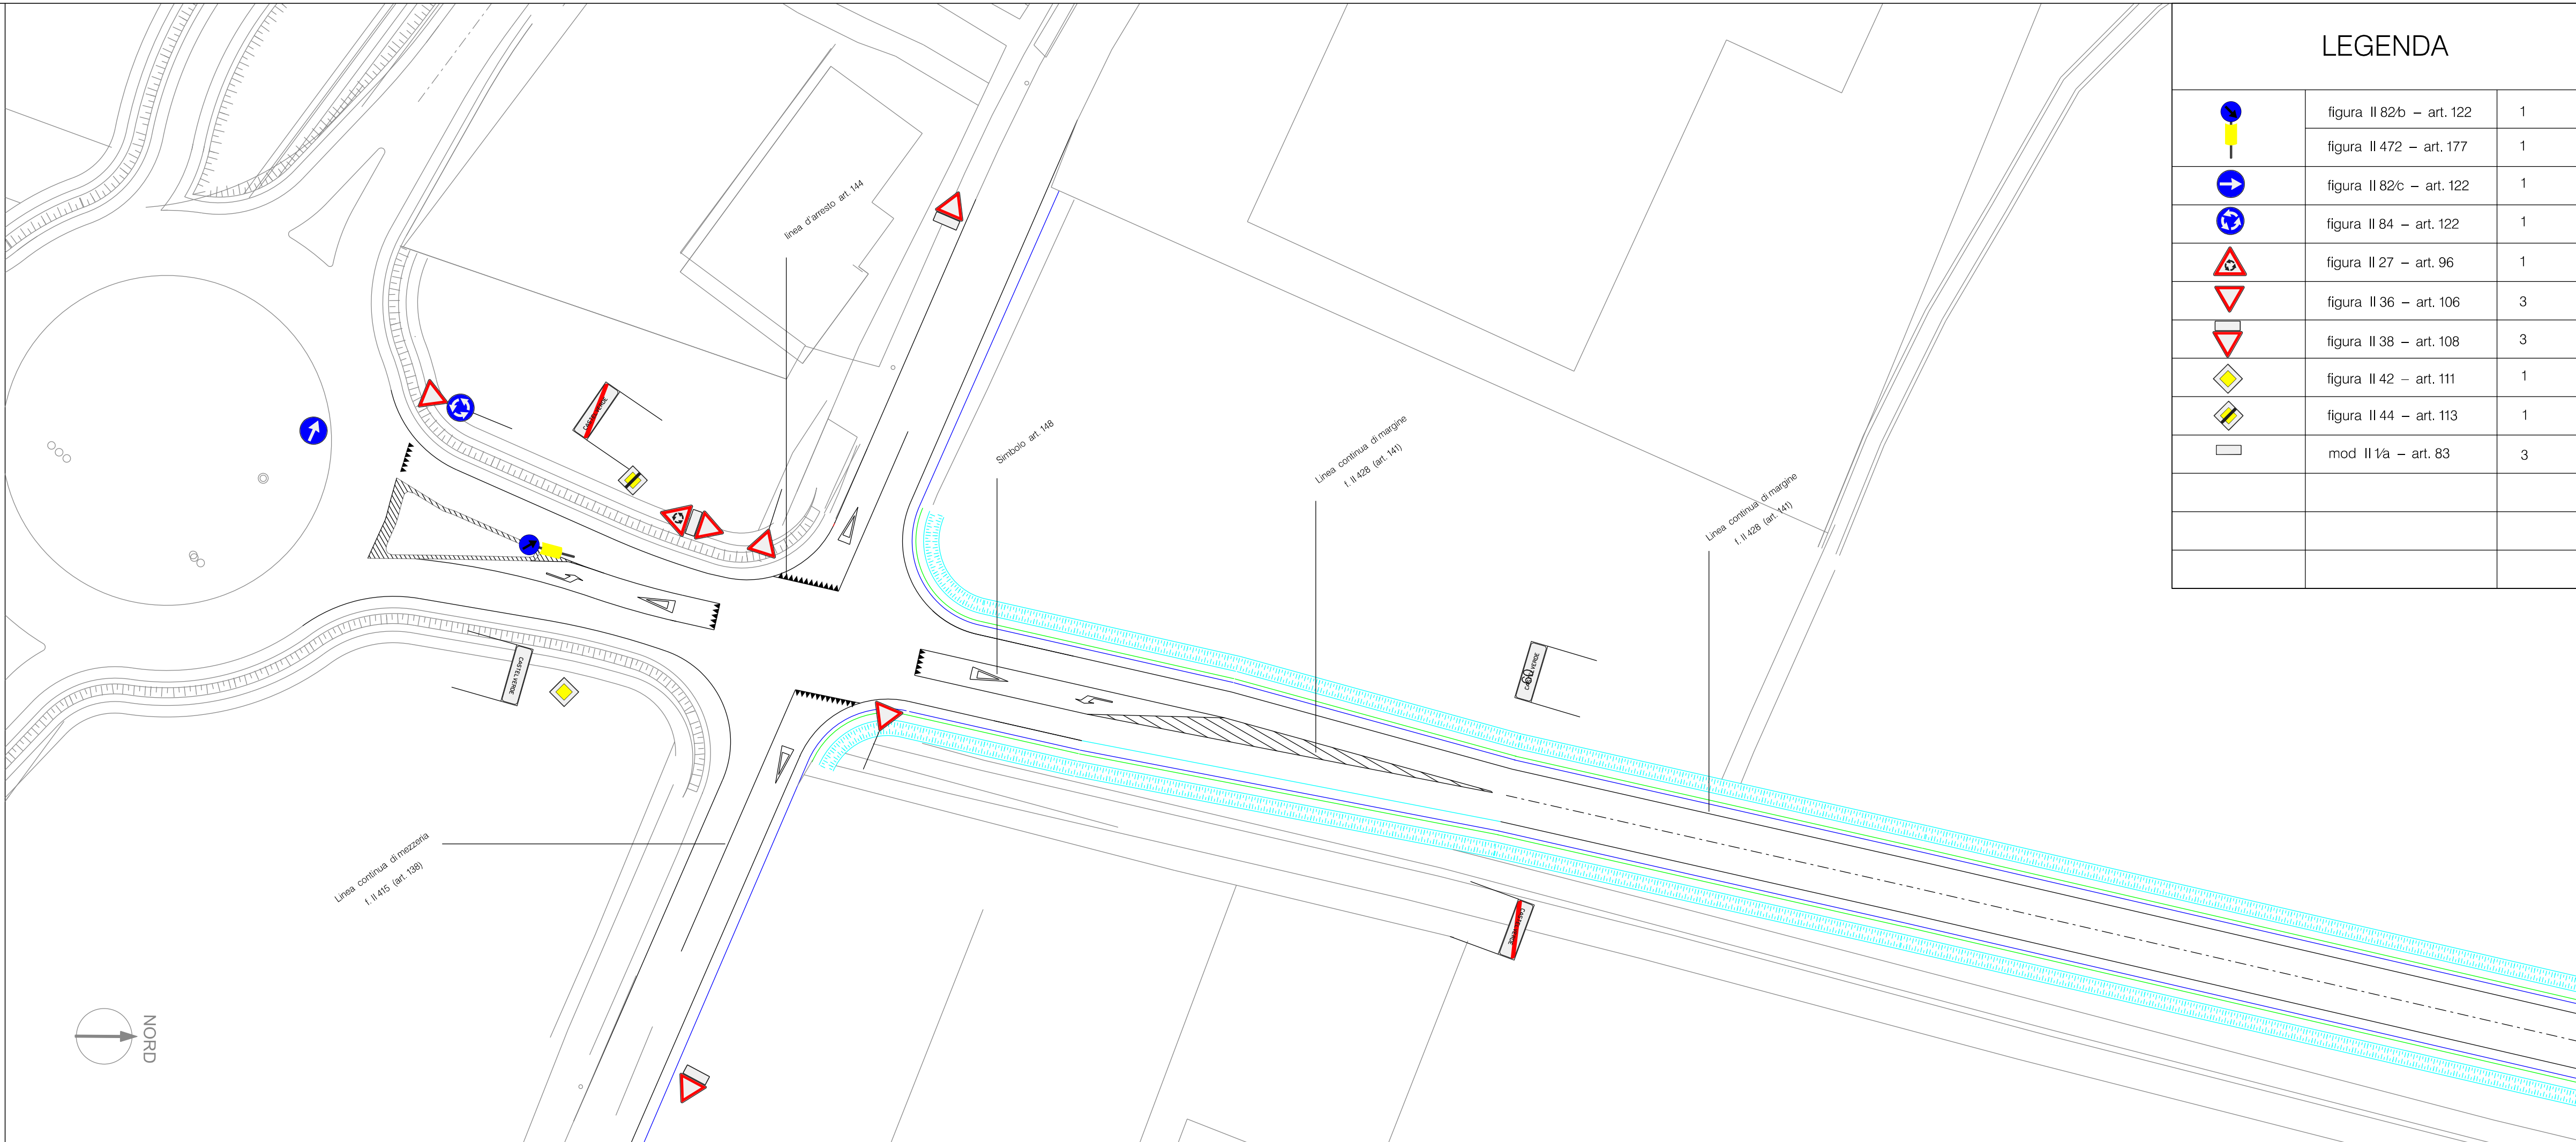 LEGENDA
figura II 82/b – art. 122 1
figura II 472 – art. 177 1
figura II 82/c – art. 122 1
figura II 84 – art. 122 1
figura II 27 – art. 96 1
figura II 36 – art. 106 3
figura II 38 – art. 108 3
figura II 42 – art. 111 1
figura II 44 – art. 113 1
mod II 1/a – art. 83 3
linea d'arresto art. 144
Simbolo art. 148
Linea continua di margine
f. II 428 (art. 141)
Linea continua di margine
f. II 428 (art. 141)
CASTELVERDE
Linea continua di mezzeria
f. II 415 (art. 138)
NORD